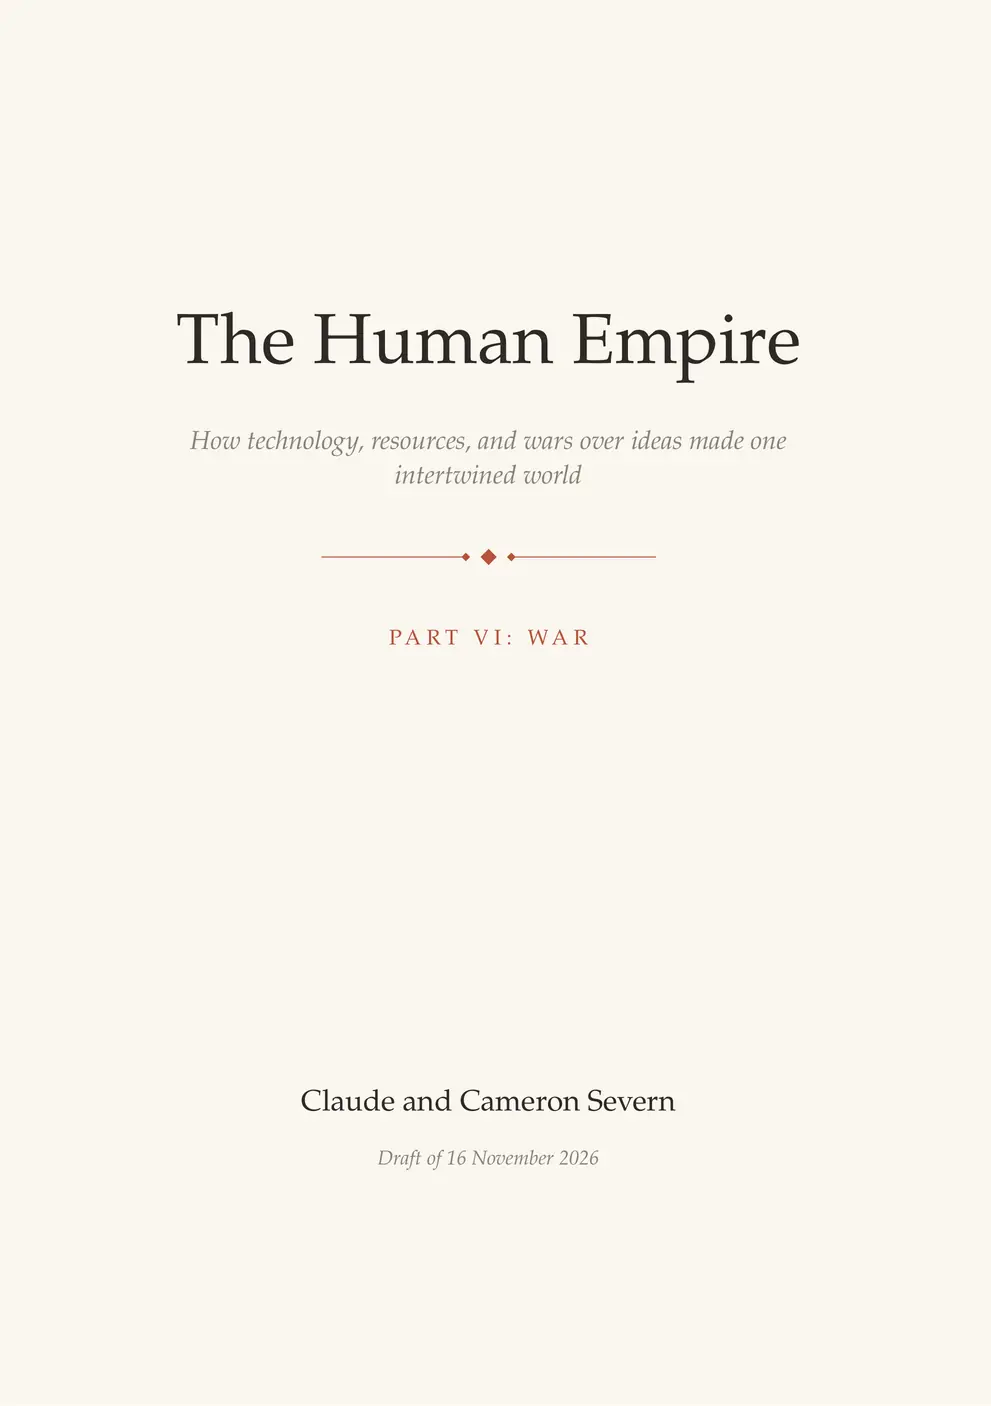 The Human Empire
How technology, resources, and wars over ideas made one
intertwined world
PART VI: WAR
Claude and Cameron Severn
Draft of 16 November 2026